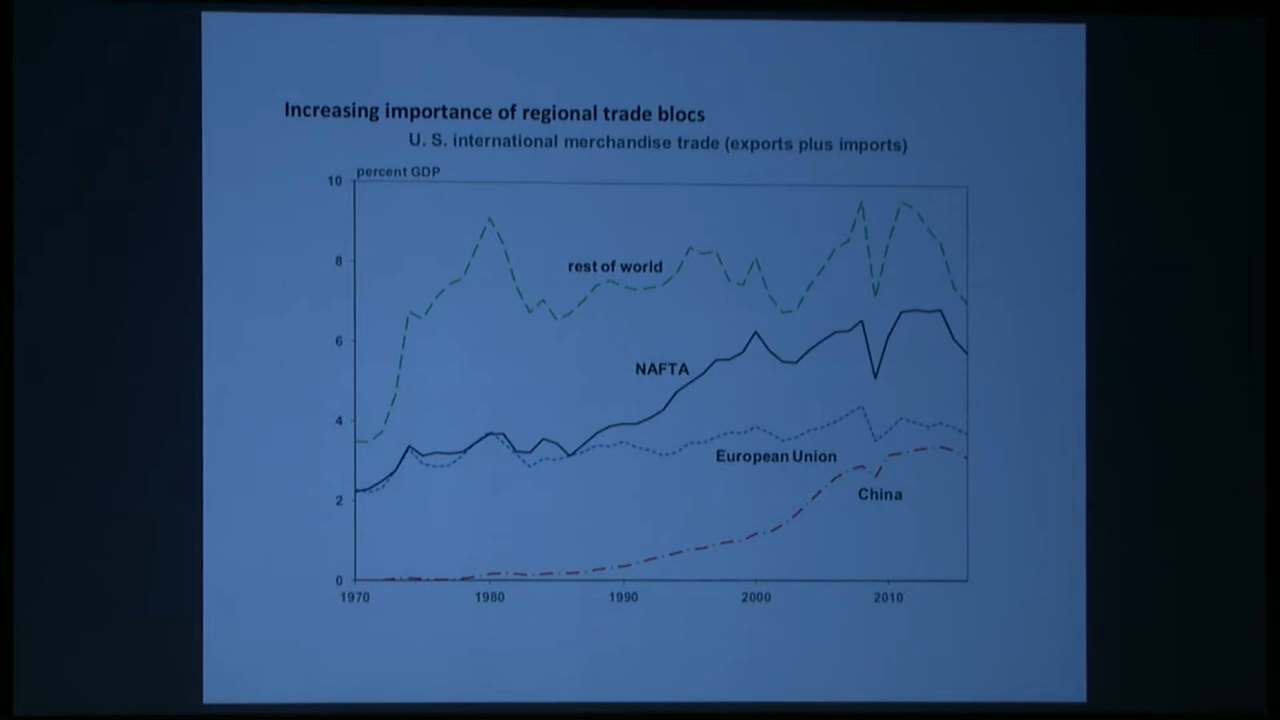 Increasing importance of regional trade blocs
U. S. international merchandise trade (exports plus imports)
percent GDP
10
8
rest of world
6
NAFTA
4
European Union
China
2
0
1970 1980 1990 2000 2010